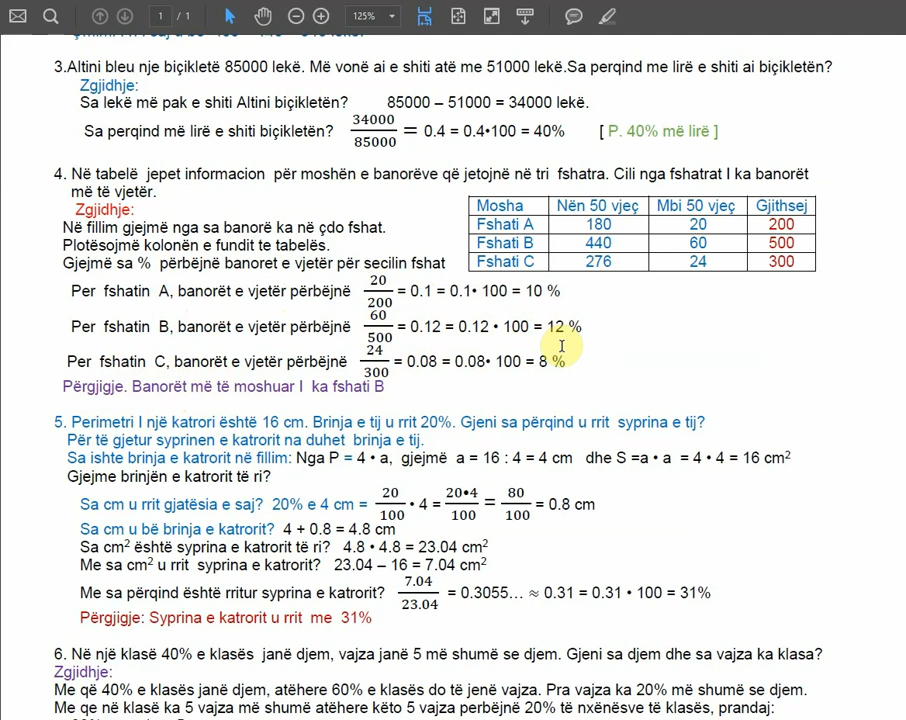 1 / 1 125%
3.Altini bleu nje biçikletë 85000 lekë. Më vonë ai e shiti atë me 51000 lekë.Sa perqind me lirë e shiti ai biçikletën?
Zgjidhje:
Sa lekë më pak e shiti Altini biçikletën? 85000 – 51000 = 34000 lekë.
Sa perqind më lirë e shiti biçikletën? 34000/85000 = 0.4 = 0.4•100 = 40% [ P. 40% më lirë ]
4. Në tabelë jepet informacion për moshën e banorëve që jetojnë në tri fshatra. Cili nga fshatrat I ka banorët
më të vjetër.
Zgjidhje:
Në fillim gjejmë nga sa banorë ka në çdo fshat.
Plotësojmë kolonën e fundit te tabelës.
Gjejmë sa % përbëjnë banoret e vjetër për secilin fshat
Mosha Nën 50 vjeç Mbi 50 vjeç Gjithsej
Fshati A 180 20 200
Fshati B 440 60 500
Fshati C 276 24 300
Per fshatin A, banorët e vjetër përbëjnë 20/200 = 0.1 = 0.1• 100 = 10 %
Per fshatin B, banorët e vjetër përbëjnë 60/500 = 0.12 = 0.12 • 100 = 12 %
Per fshatin C, banorët e vjetër përbëjnë 24/300 = 0.08 = 0.08• 100 = 8 %
Përgjigje. Banorët më të moshuar I ka fshati B
5. Perimetri I një katrori është 16 cm. Brinja e tij u rrit 20%. Gjeni sa përqind u rrit syprina e tij?
Për të gjetur syprinen e katrorit na duhet brinja e tij.
Sa ishte brinja e katrorit në fillim: Nga P = 4 • a, gjejmë a = 16 : 4 = 4 cm dhe S =a • a = 4 • 4 = 16 cm²
Gjejme brinjën e katrorit të ri?
Sa cm u rrit gjatësia e saj? 20% e 4 cm = 20/100 • 4 = 20•4/100 = 80/100 = 0.8 cm
Sa cm u bë brinja e katrorit? 4 + 0.8 = 4.8 cm
Sa cm² është syprina e katrorit të ri? 4.8 • 4.8 = 23.04 cm²
Me sa cm² u rrit syprina e katrorit? 23.04 – 16 = 7.04 cm²
Me sa përqind është rritur syprina e katrorit? 7.04/23.04 = 0.3055… ≈ 0.31 = 0.31 • 100 = 31%
Përgjigje: Syprina e katrorit u rrit me 31%
6. Në një klasë 40% e klasës janë djem, vajza janë 5 më shumë se djem. Gjeni sa djem dhe sa vajza ka klasa?
Zgjidhje:
Me që 40% e klasës janë djem, atëhere 60% e klasës do të jenë vajza. Pra vajza ka 20% më shumë se djem.
Me qe në klasë ka 5 vajza më shumë atëhere këto 5 vajza perbëjnë 20% të nxënësve të klasës, prandaj: